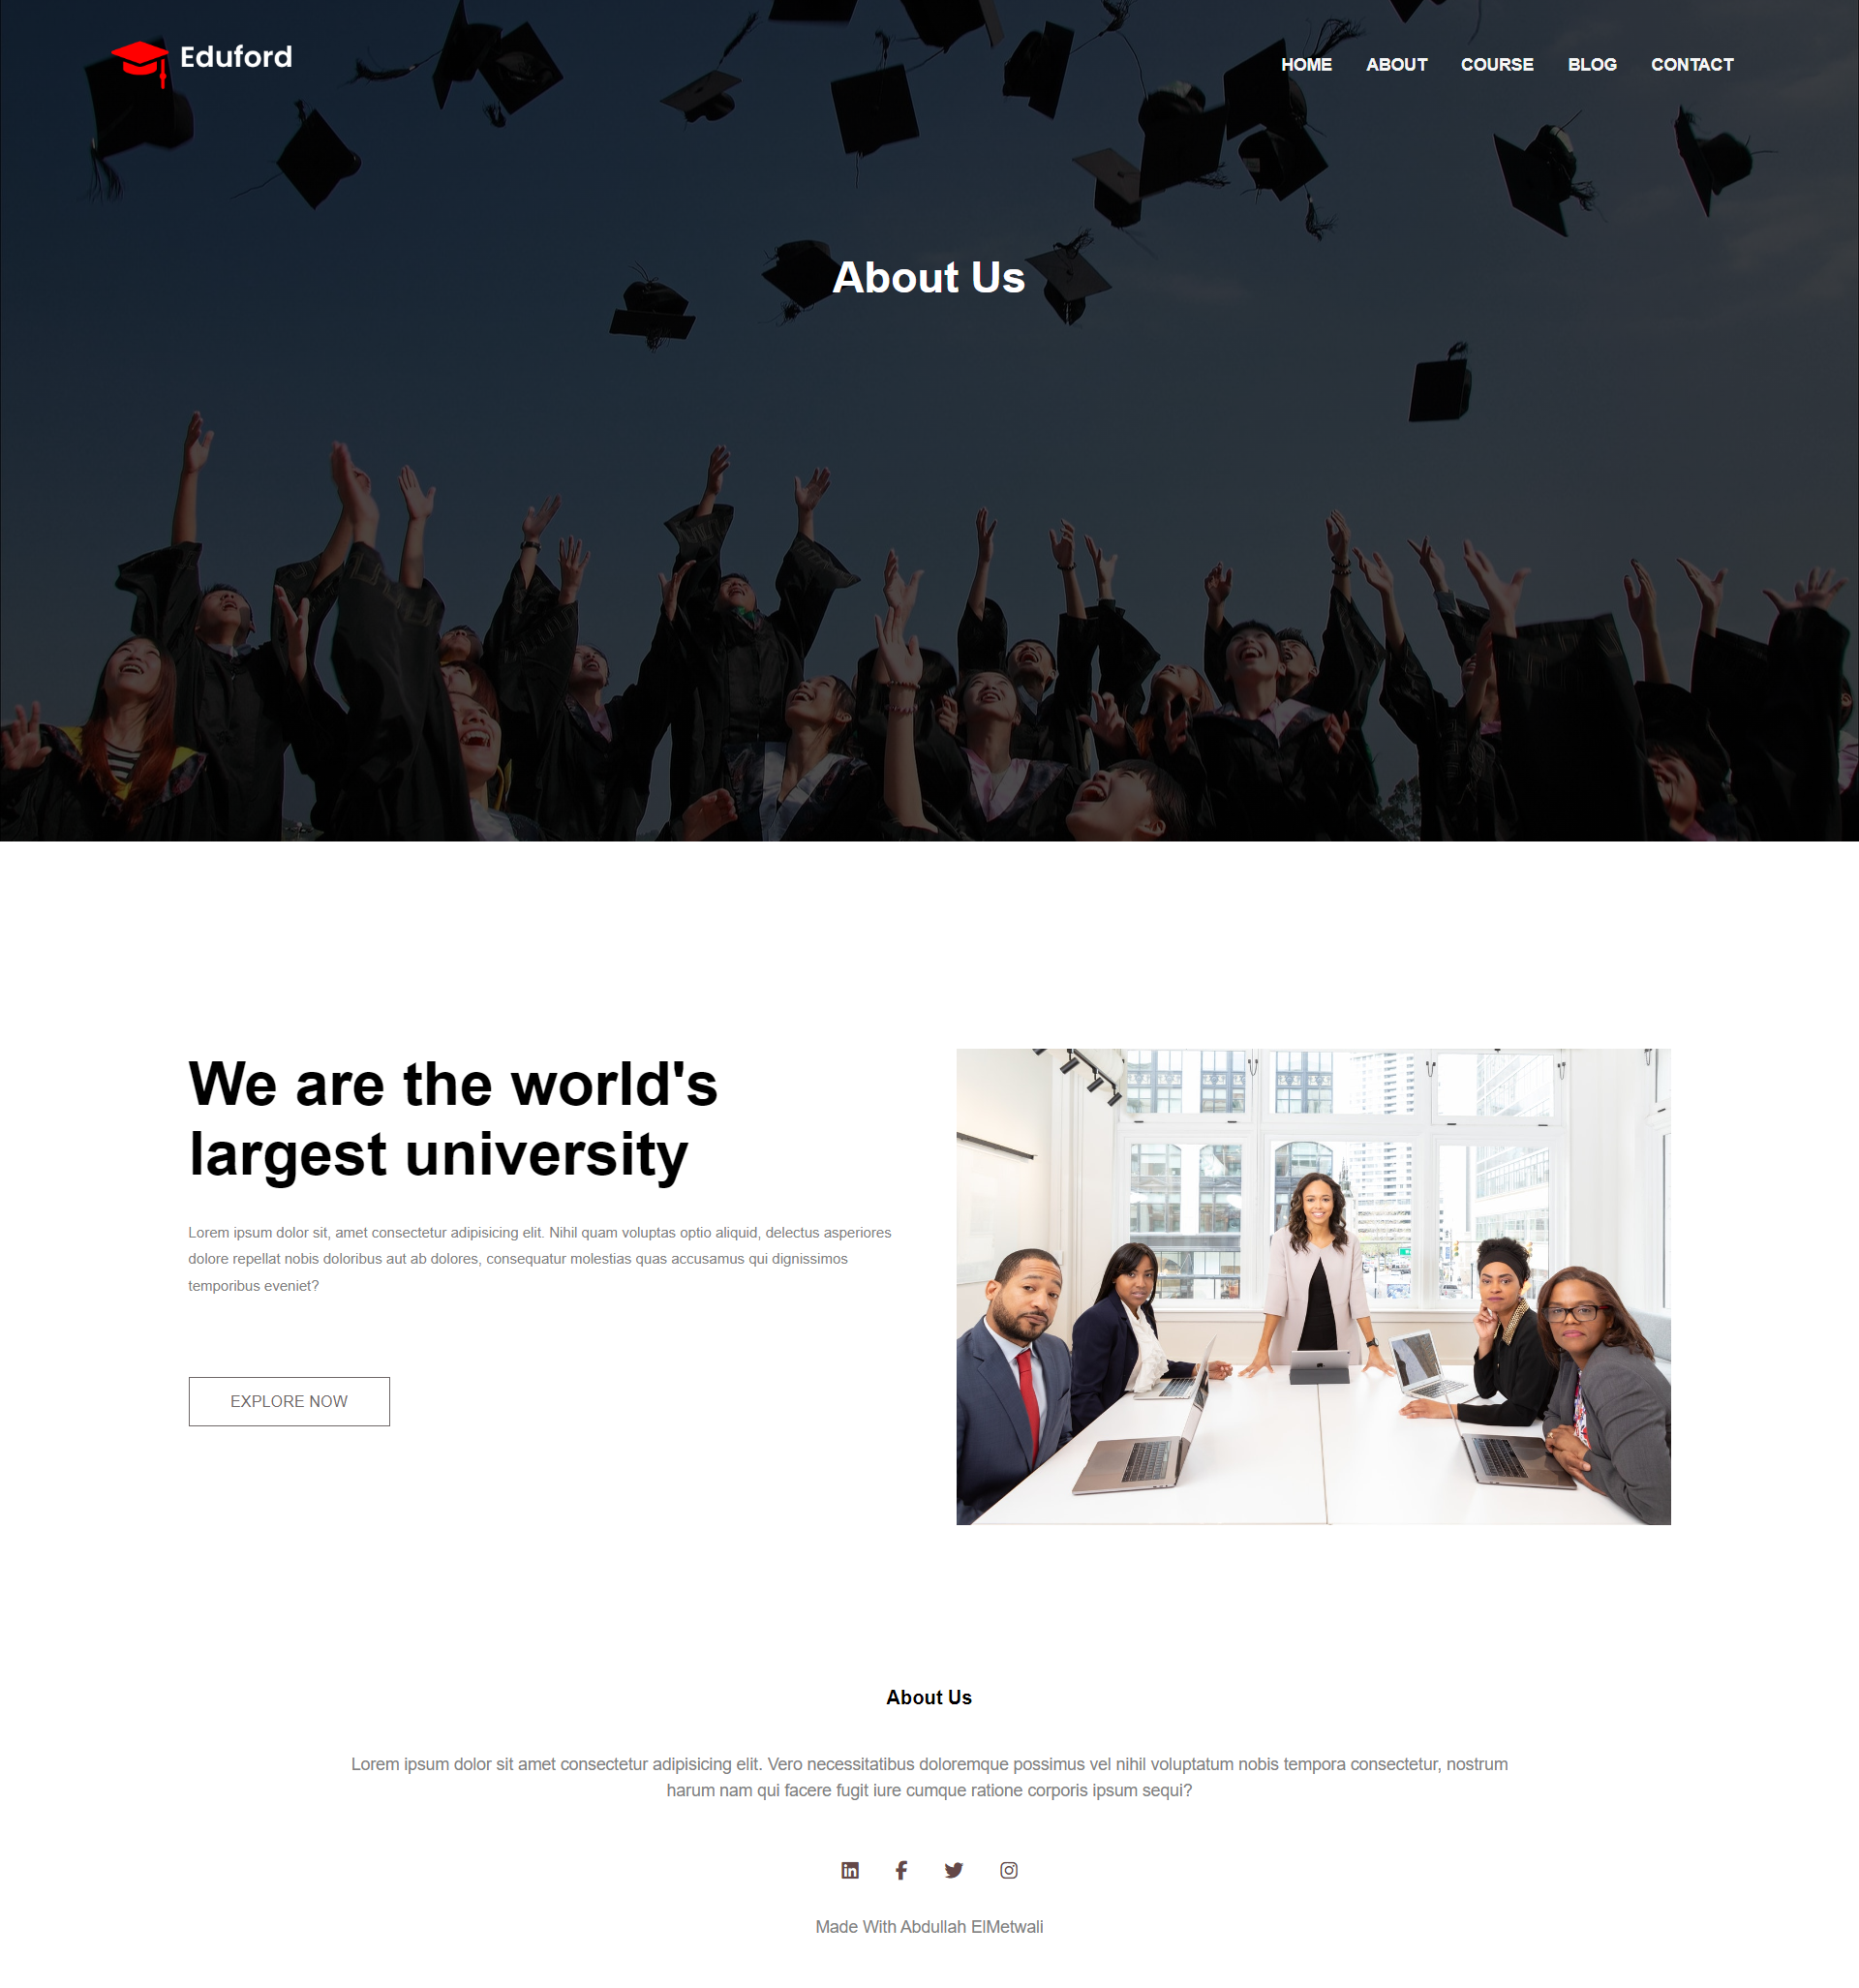 Eduford
HOME ABOUT COURSE BLOG CONTACT
About Us
We are the world's
largest university
Lorem ipsum dolor sit, amet consectetur adipisicing elit. Nihil quam voluptas optio aliquid, delectus asperiores
dolore repellat nobis doloribus aut ab dolores, consequatur molestias quas accusamus qui dignissimos
temporibus eveniet?
EXPLORE NOW
About Us
Lorem ipsum dolor sit amet consectetur adipisicing elit. Vero necessitatibus doloremque possimus vel nihil voluptatum nobis tempora consectetur, nostrum
harum nam qui facere fugit iure cumque ratione corporis ipsum sequi?
Made With Abdullah ElMetwali